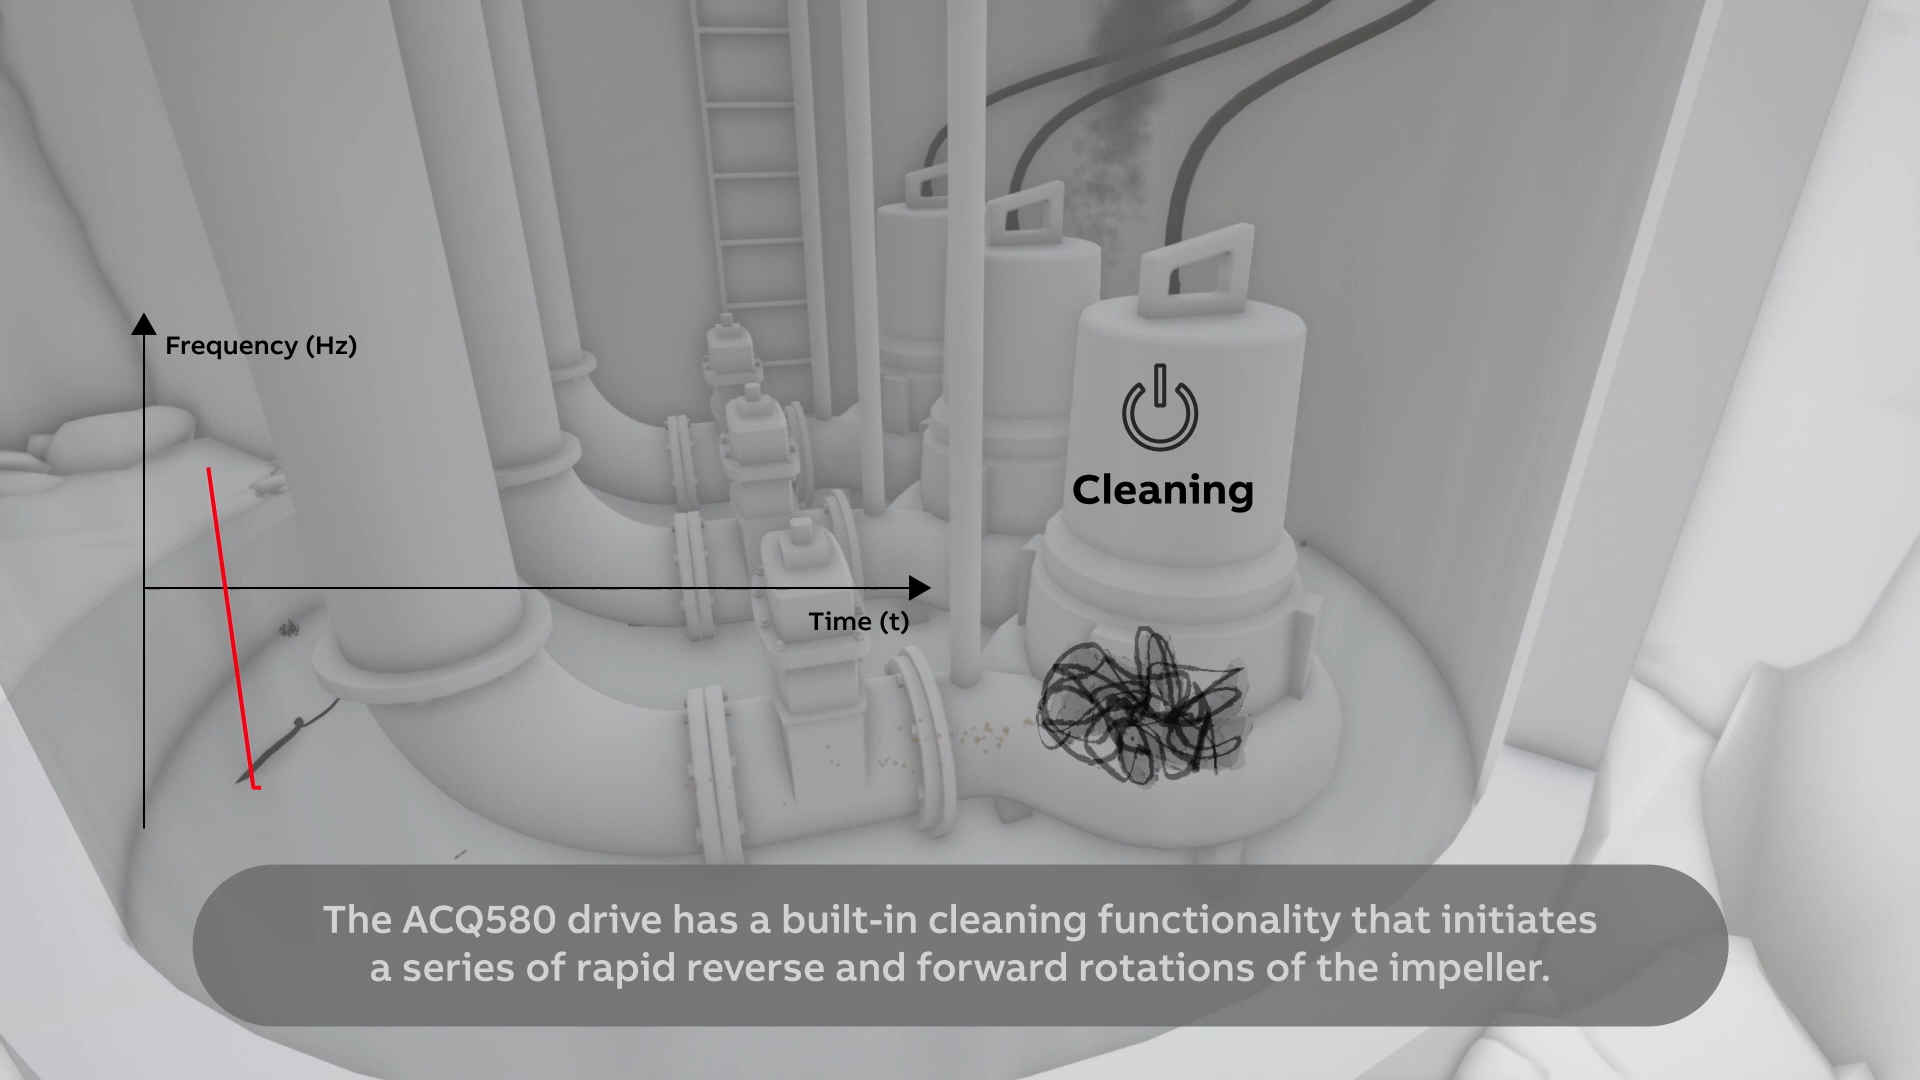 Frequency (Hz)
Cleaning
Time (t)
The ACQ580 drive has a built-in cleaning functionality that initiates
a series of rapid reverse and forward rotations of the impeller.